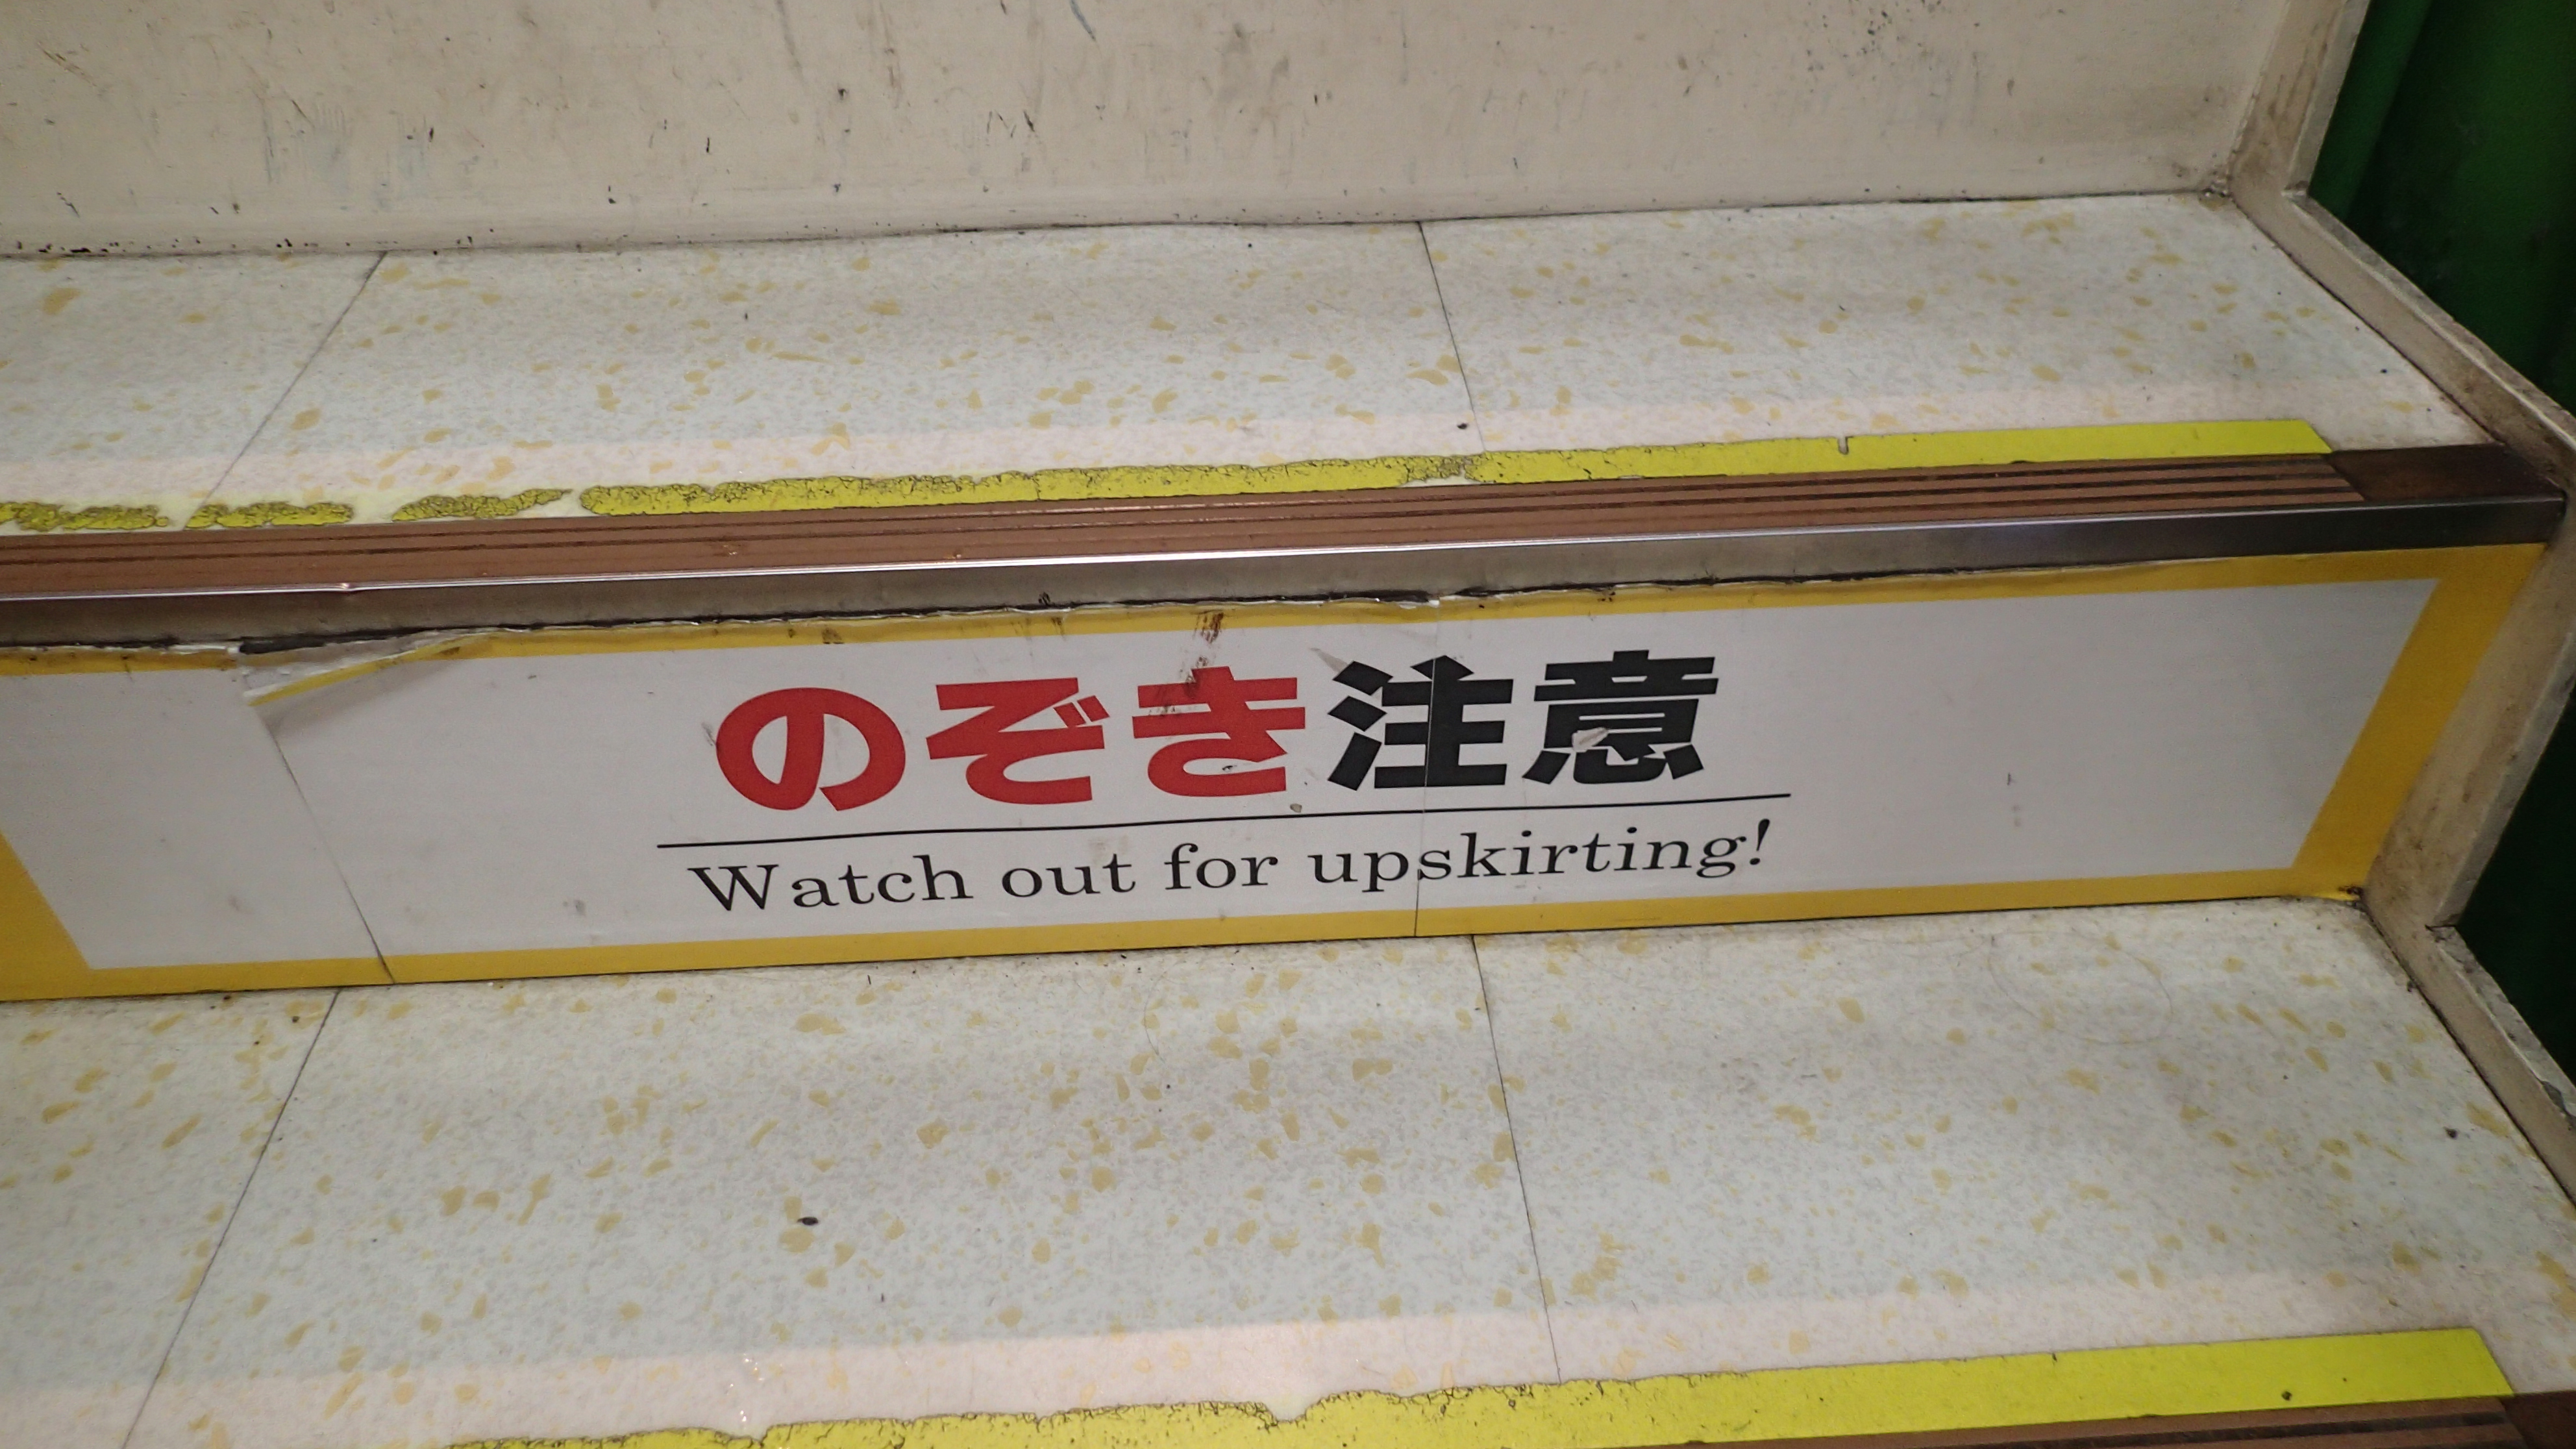 のぞき注意
Watch out for upskirting!